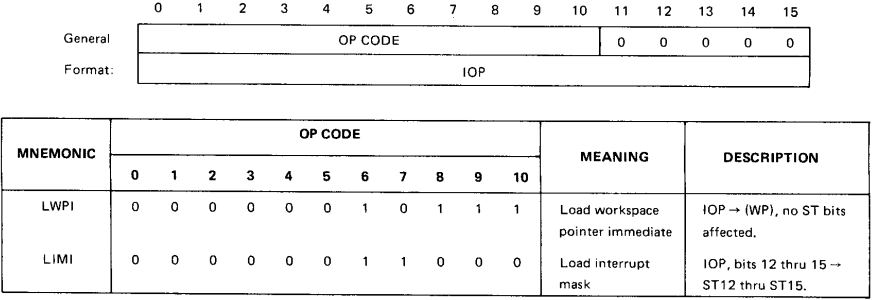 0 1 2 3 4 5 6 7 8 9 10 11 12 13 14 15
General OP CODE 0 0 0 0 0
Format: IOP
MNEMONIC OP CODE MEANING DESCRIPTION
0 1 2 3 4 5 6 7 8 9 10
LWPI 0 0 0 0 0 0 1 0 1 1 1 Load workspace IOP → (WP), no ST bits
pointer immediate affected.
LIMI 0 0 0 0 0 0 1 1 0 0 0 Load interrupt IOP, bits 12 thru 15 →
mask ST12 thru ST15.